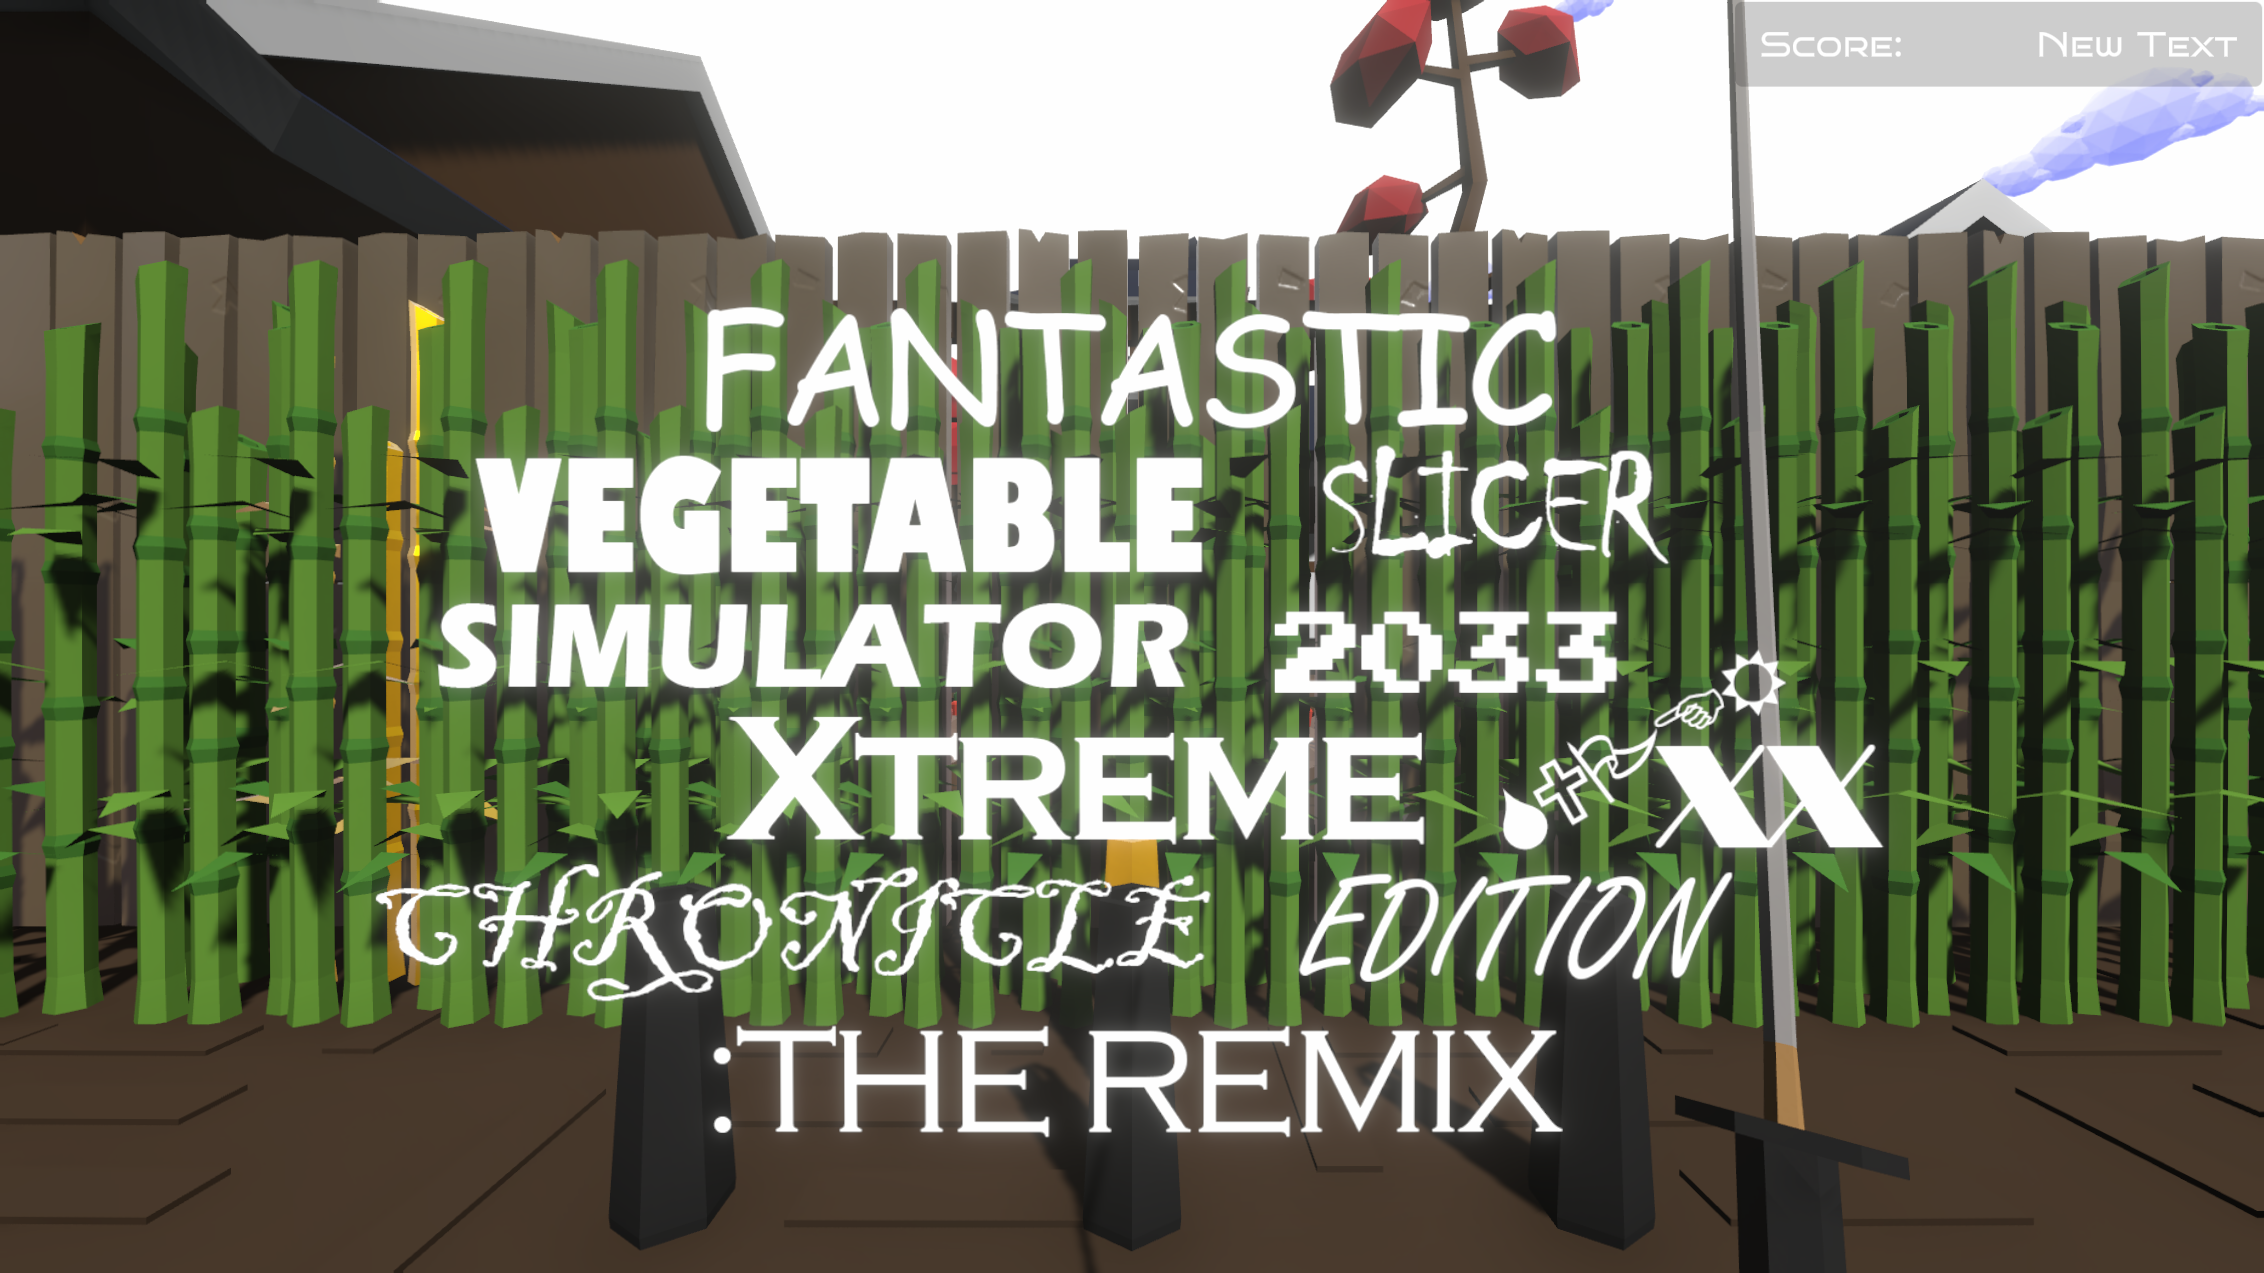 Score: New Text
FANTASTIC
VEGETABLE SLICER
SIMULATOR 2033
XTREME XX
CHRONICLE EDITION
:THE REMIX